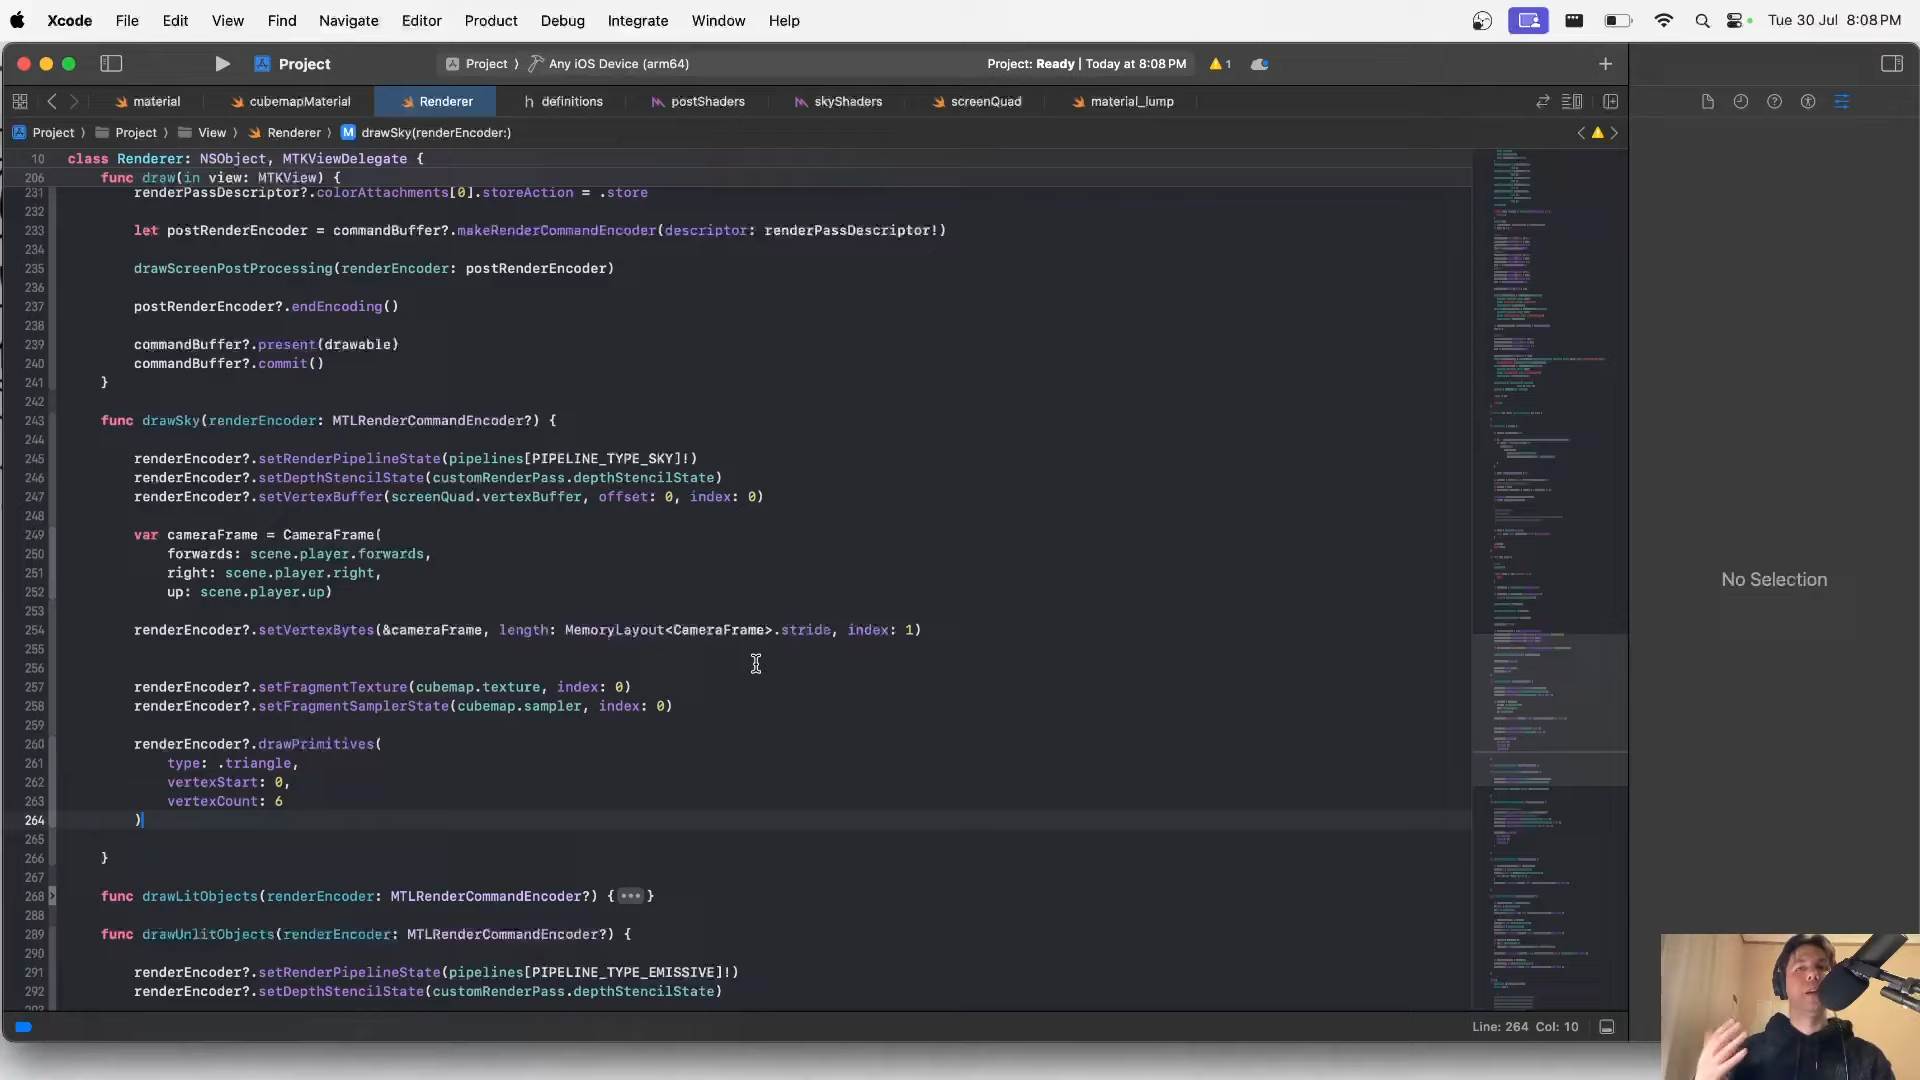 Xcode File Edit View Find Navigate Editor Product Debug Integrate Window Help Tue 30 Jul 8:08 PM
Project Project 〉 Any iOS Device (arm64) Project: Ready | Today at 8:08 PM 1
material cubemapMaterial Renderer h definitions postShaders skyShaders screenQuad material_lump
Project 〉 Project 〉 View 〉 Renderer 〉 M drawSky(renderEncoder:)
10 class Renderer: NSObject, MTKViewDelegate {
206 func draw(in view: MTKView) {
231 renderPassDescriptor?.colorAttachments[0].storeAction = .store
232
233 let postRenderEncoder = commandBuffer?.makeRenderCommandEncoder(descriptor: renderPassDescriptor!)
234
235 drawScreenPostProcessing(renderEncoder: postRenderEncoder)
236
237 postRenderEncoder?.endEncoding()
238
239 commandBuffer?.present(drawable)
240 commandBuffer?.commit()
241 }
242
243 func drawSky(renderEncoder: MTLRenderCommandEncoder?) {
244
245 renderEncoder?.setRenderPipelineState(pipelines[PIPELINE_TYPE_SKY]!)
246 renderEncoder?.setDepthStencilState(customRenderPass.depthStencilState)
247 renderEncoder?.setVertexBuffer(screenQuad.vertexBuffer, offset: 0, index: 0)
248
249 var cameraFrame = CameraFrame(
250 forwards: scene.player.forwards,
251 right: scene.player.right,
252 up: scene.player.up)
253
254 renderEncoder?.setVertexBytes(&cameraFrame, length: MemoryLayout<CameraFrame>.stride, index: 1)
255
256
257 renderEncoder?.setFragmentTexture(cubemap.texture, index: 0)
258 renderEncoder?.setFragmentSamplerState(cubemap.sampler, index: 0)
259
260 renderEncoder?.drawPrimitives(
261 type: .triangle,
262 vertexStart: 0,
263 vertexCount: 6
264 )
265
266 }
267
268 func drawLitObjects(renderEncoder: MTLRenderCommandEncoder?) {•••}
288
289 func drawUnlitObjects(renderEncoder: MTLRenderCommandEncoder?) {
290
291 renderEncoder?.setRenderPipelineState(pipelines[PIPELINE_TYPE_EMISSIVE]!)
292 renderEncoder?.setDepthStencilState(customRenderPass.depthStencilState)
No Selection
Line: 264 Col: 10